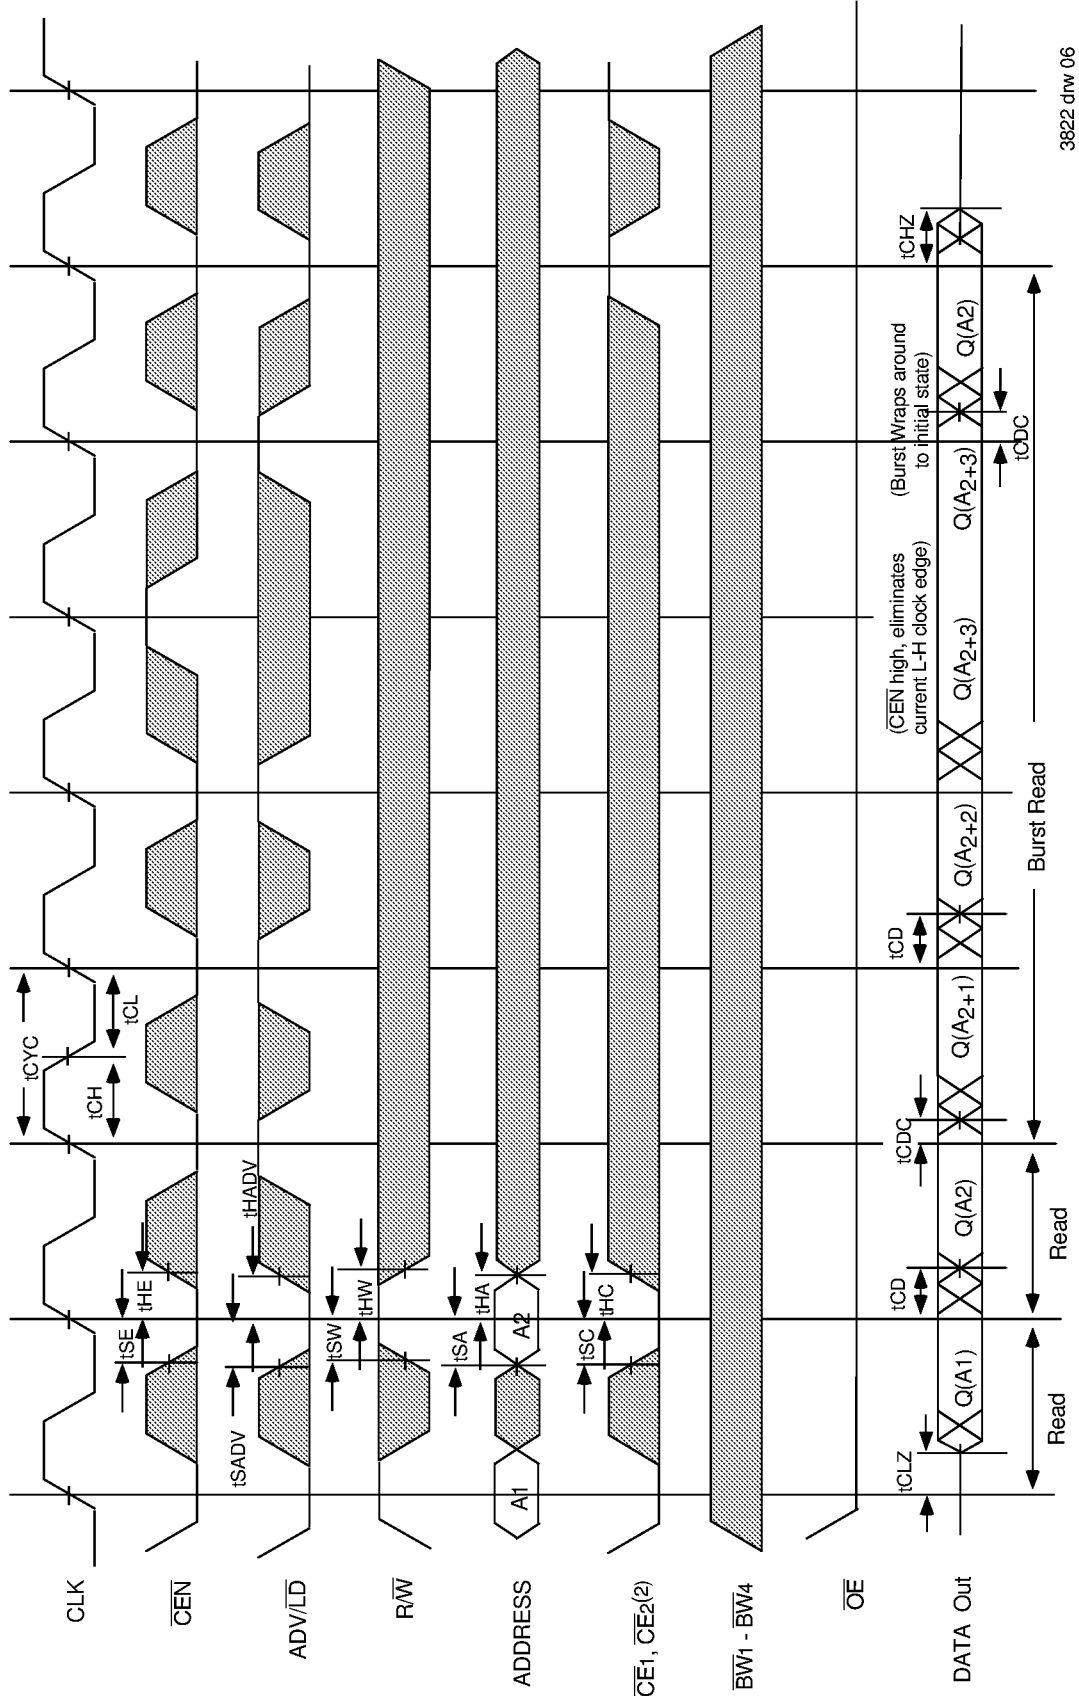 CLK
tCYC
tCH
tCL
CEN
tSE
tHE
ADV/LD
tSADV
tHADV
R/W
tSW
tHW
ADDRESS
A1
A2
tSA
tHA
CE1, CE2(2)
tSC
tHC
BW1 - BW4
OE
(CEN high, eliminates
current L-H clock edge)
(Burst Wraps around
to initial state)
DATA Out
tCLZ
Q(A1)
tCD
Q(A2)
tCDC
Q(A2+1)
tCD
Q(A2+2)
Q(A2+3)
Q(A2+3)
tCDC
Q(A2)
tCHZ
Read
Read
Burst Read
3822 drw 06